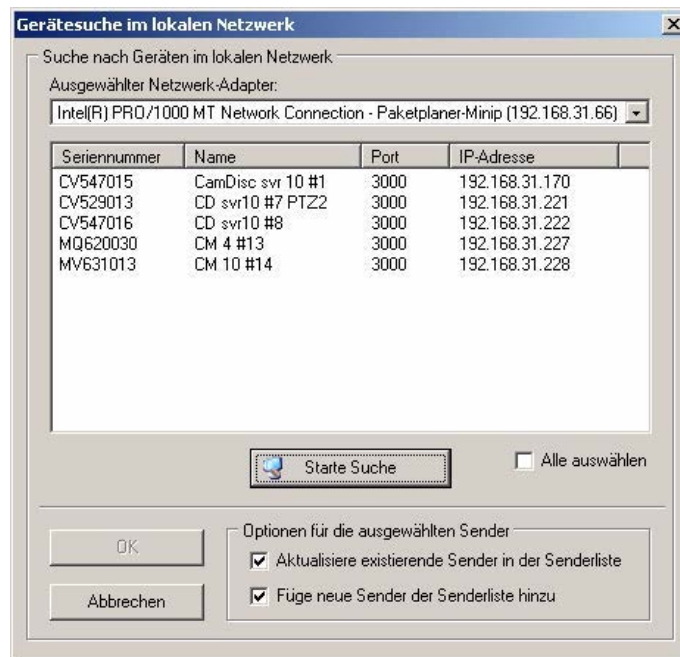 Gerätesuche im lokalen Netzwerk
Suche nach Geräten im lokalen Netzwerk
Ausgewählter Netzwerk-Adapter:
Intel(R) PRO/1000 MT Network Connection - Paketplaner-Minip (192.168.31.66)
Seriennummer Name Port IP-Adresse
CV547015 CamDisc svr 10 #1 3000 192.168.31.170
CV529013 CD svr10 #7 PTZ2 3000 192.168.31.221
CV547016 CD svr10 #8 3000 192.168.31.222
MQ620030 CM 4 #13 3000 192.168.31.227
MV631013 CM 10 #14 3000 192.168.31.228
Starte Suche
Alle auswählen
OK
Abbrechen
Optionen für die ausgewählten Sender
Aktualisiere existierende Sender in der Senderliste
Füge neue Sender der Senderliste hinzu